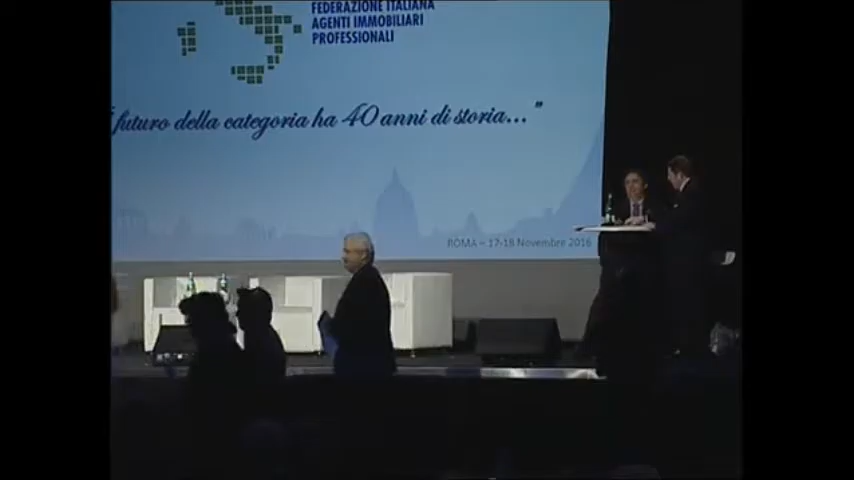 FEDERAZIONE ITALIANA
AGENTI IMMOBILIARI
PROFESSIONALI
futuro della categoria ha 40 anni di storia..."
ROMA – 17-18 Novembre 2016